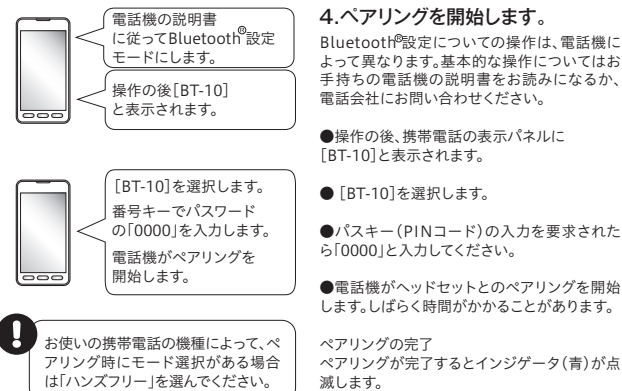 電話機の説明書
に従ってBluetooth®設定
モードにします。
操作の後[BT-10]
と表示されます。
[BT-10]を選択します。
番号キーでパスワード
の「0000」を入力します。
電話機がペアリングを
開始します。
お使いの携帯電話の機種によって、ペ
アリング時にモード選択がある場合
は「ハンズフリー」を選んでください。
4.ペアリングを開始します。
Bluetooth®設定についての操作は、電話機に
よって異なります。基本的な操作についてはお
手持ちの電話機の説明書をお読みになるか、
電話会社にお問い合わせください。
●操作の後、携帯電話の表示パネルに
[BT-10]と表示されます。
● [BT-10]を選択します。
●パスキー(PINコード)の入力を要求された
ら「0000」と入力してください。
●電話機がヘッドセットとのペアリングを開始
します。しばらく時間がかかることがあります。
ペアリングの完了
ペアリングが完了するとインジゲータ(青)が点
滅します。